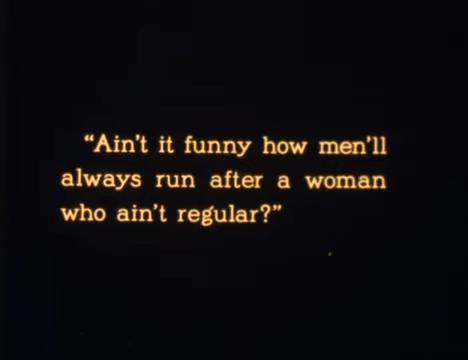 “Ain’t it funny how men’ll
always run after a woman
who ain’t regular?”